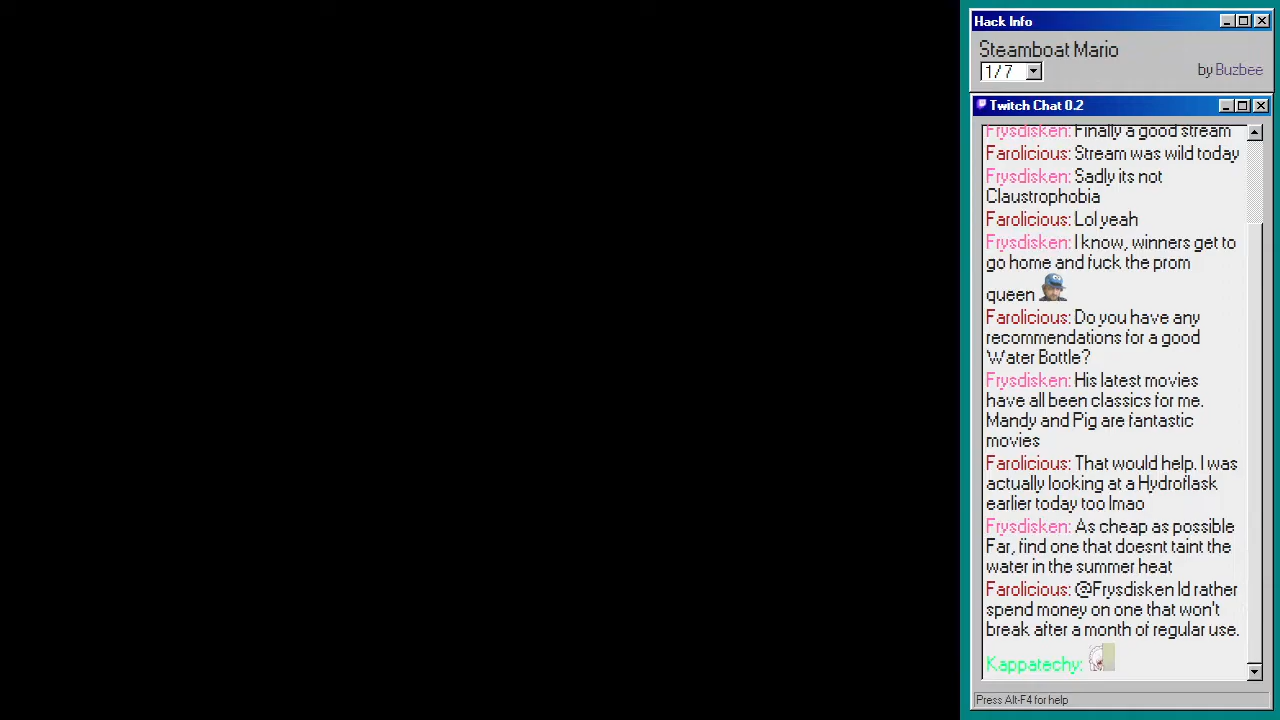 Hack Info
Steamboat Mario
1/7
by Buzbee
Twitch Chat 0.2
Frysdisken: Finally a good stream
Farolicious: Stream was wild today
Frysdisken: Sadly its not
Claustrophobia
Farolicious: Lol yeah
Frysdisken: I know, winners get to
go home and fuck the prom
queen
Farolicious: Do you have any
recommendations for a good
Water Bottle?
Frysdisken: His latest movies
have all been classics for me.
Mandy and Pig are fantastic
movies
Farolicious: That would help. I was
actually looking at a Hydroflask
earlier today too lmao
Frysdisken: As cheap as possible
Far, find one that doesnt taint the
water in the summer heat
Farolicious: @Frysdisken Id rather
spend money on one that won't
break after a month of regular use.
Kappatechy:
Press Alt-F4 for help